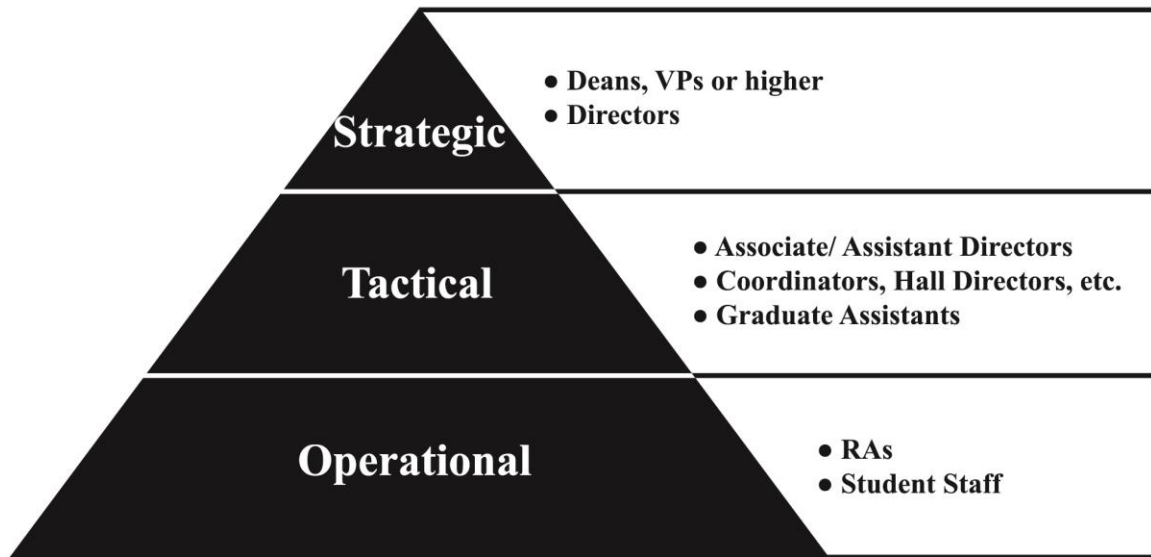 ● Deans, VPs or higher
● Directors
Strategic
● Associate/ Assistant Directors
● Coordinators, Hall Directors, etc.
● Graduate Assistants
Tactical
● RAs
● Student Staff
Operational